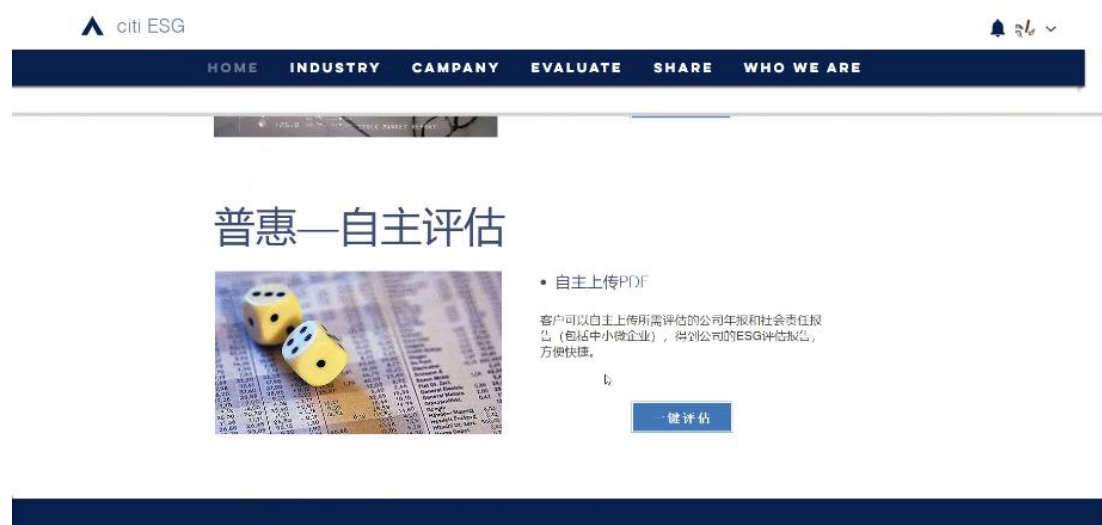 citi ESG
HOME INDUSTRY CAMPANY EVALUATE SHARE WHO WE ARE
STOCK MARKET REPORT
普惠—自主评估
• 自主上传PDF
客户可以自主上传所需评估的公司年报和社会责任报
告（包括中小微企业），得到公司的ESG评估报告，
方便快捷。
一键评估